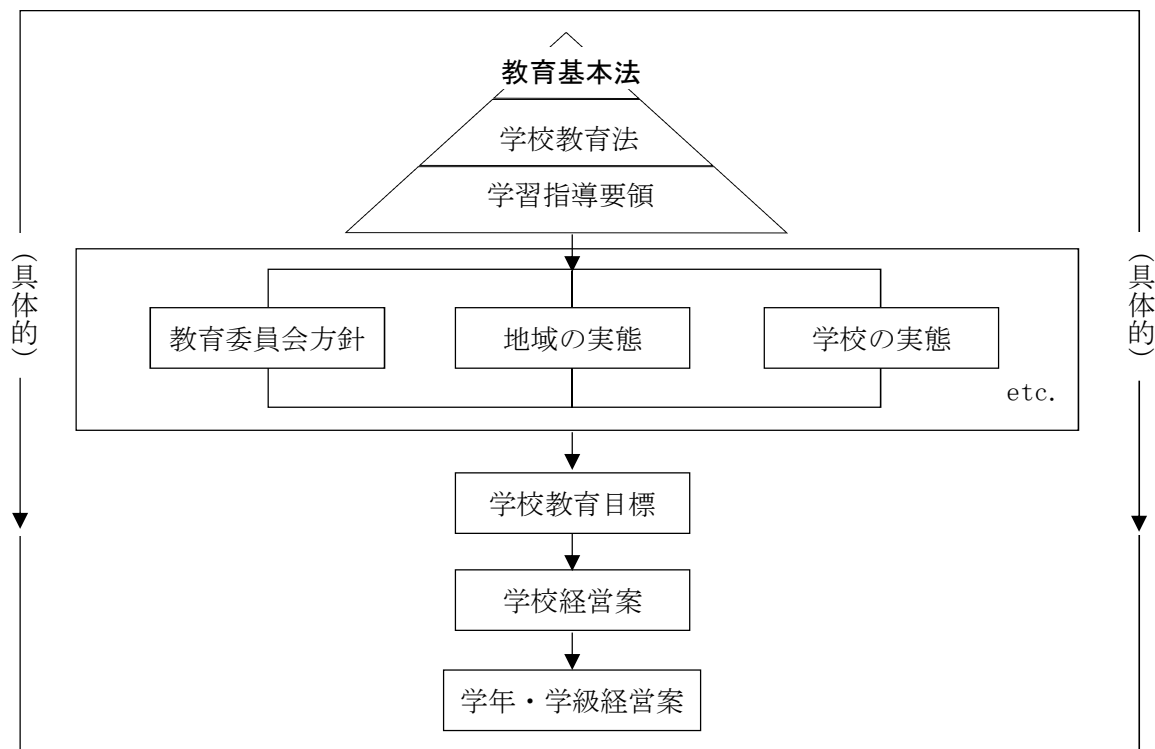 教育基本法
学校教育法
学習指導要領
(具体的)
(具体的)
教育委員会方針
地域の実態
学校の実態
etc.
学校教育目標
学校経営案
学年・学級経営案